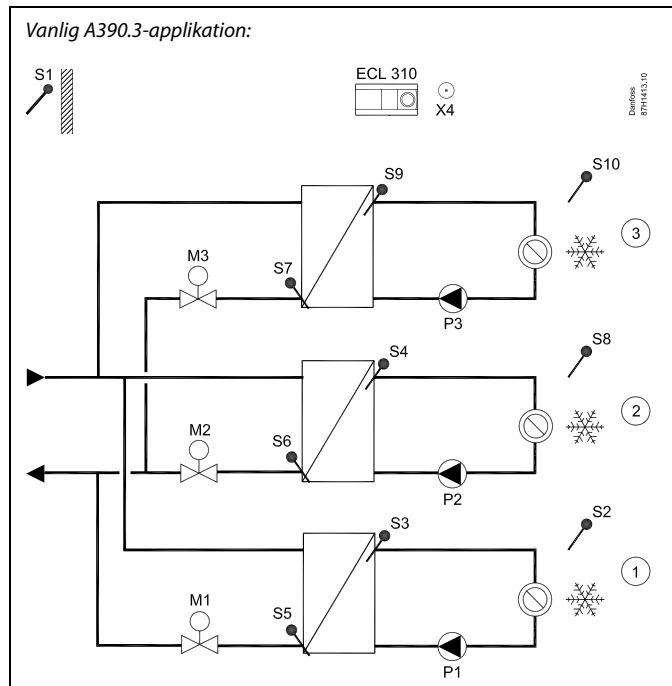 Vanlig A390.3-applikation:
S1
ECL 310
X4
Danfoss
87H1413.10
S9
S10
M3
S7
3
P3
S4
S8
M2
S6
2
P2
S3
S2
M1
S5
1
P1